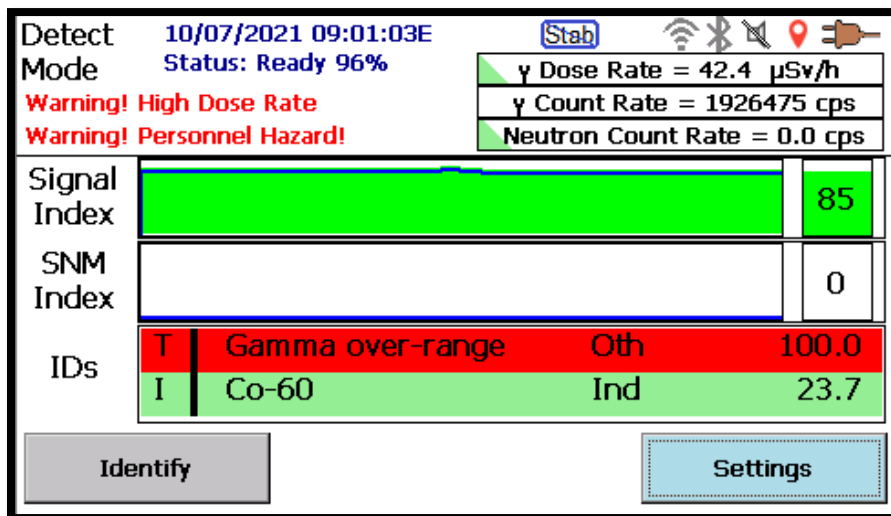 Detect Mode
10/07/2021 09:01:03E
Status: Ready 96%
Stab
Warning! High Dose Rate
Warning! Personnel Hazard!
γ Dose Rate = 42.4 µSv/h
γ Count Rate = 1926475 cps
Neutron Count Rate = 0.0 cps
Signal Index
85
SNM Index
0
IDs
T Gamma over-range Oth 100.0
I Co-60 Ind 23.7
Identify
Settings